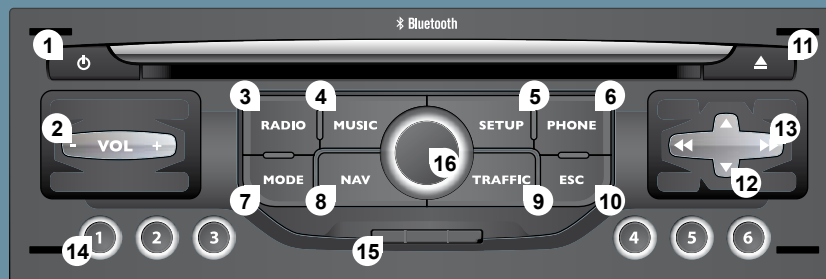 Bluetooth
1 11
3 4 5 6
RADIO MUSIC SETUP PHONE
2 - VOL + 13
16
MODE NAV TRAFFIC ESC
12
7 8 9 10
14 1 2 3 15 4 5 6